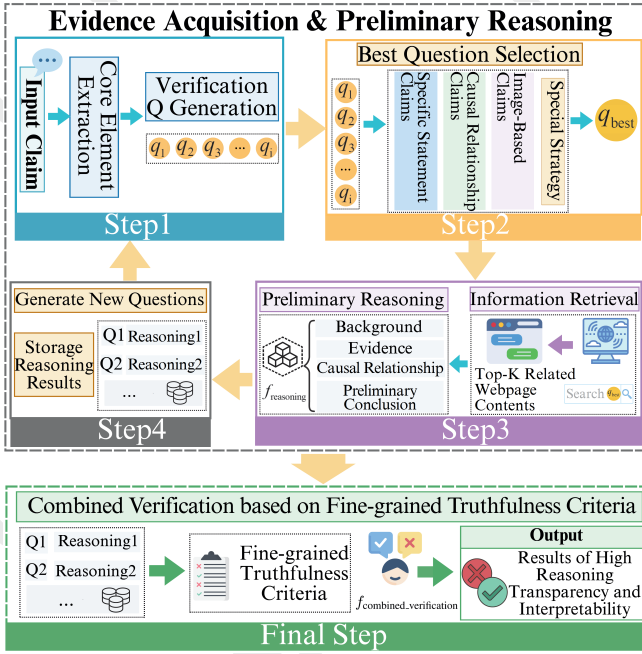 Evidence Acquisition & Preliminary Reasoning
Input Claim
Core Element
Extraction
Verification
Q Generation
q1 q2 q3 ... qi
Step1
Best Question Selection
q1
q2
q3
...
qi
Specific Statement
Claims
Causal Relationship
Claims
Image-Based
Claims
Special Strategy
qbest
Step2
Generate New Questions
Storage
Reasoning
Results
Q1 Reasoning1
Q2 Reasoning2
...
Step4
Preliminary Reasoning
freasoning
Background
Evidence
Causal Relationship
Preliminary
Conclusion
Information Retrieval
Top-K Related
Webpage
Contents
Search qbest
Step3
Combined Verification based on Fine-grained Truthfulness Criteria
Q1 Reasoning1
Q2 Reasoning2
...
Fine-grained
Truthfulness
Criteria
fcombined_verification
Output
Results of High
Reasoning
Transparency and
Interpretability
Final Step